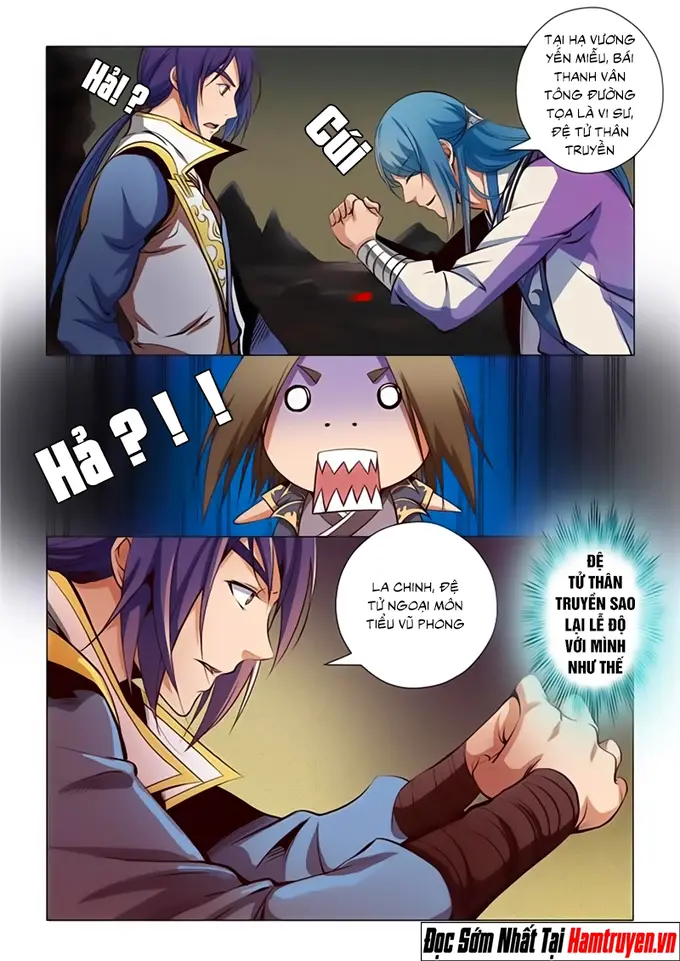 TẠI HẠ VƯƠNG
YẾN MIỄU, BÁI
THANH VÂN
TÔNG ĐƯỜNG
TỌA LÀ VI SƯ,
ĐỆ TỬ THÂN
TRUYỀN
Hả!?
Cúi
Hả?!!
LA CHINH, ĐỆ
TỬ NGOẠI MÔN
TIỂU VŨ PHONG
ĐỆ
TỬ THÂN
TRUYỀN SAO
LẠI LỄ ĐỘ
VỚI MÌNH
NHƯ THẾ
ĐỌC SỚM NHẤT TẠI Hamtruyen.vn